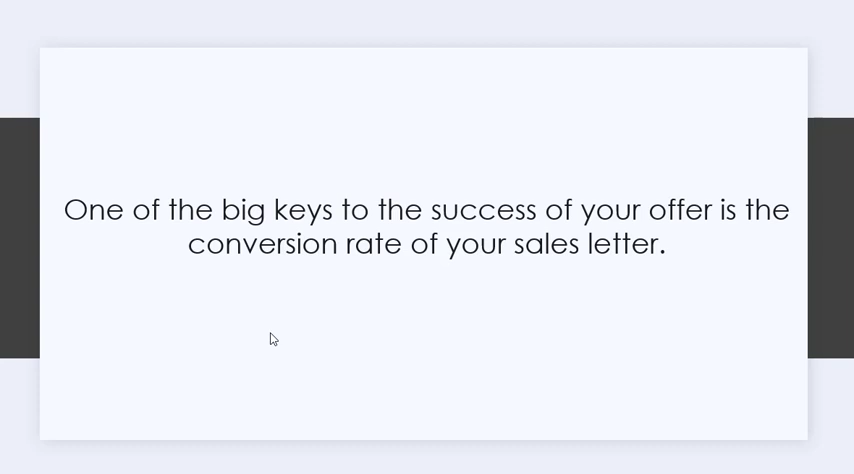 One of the big keys to the success of your offer is the
conversion rate of your sales letter.